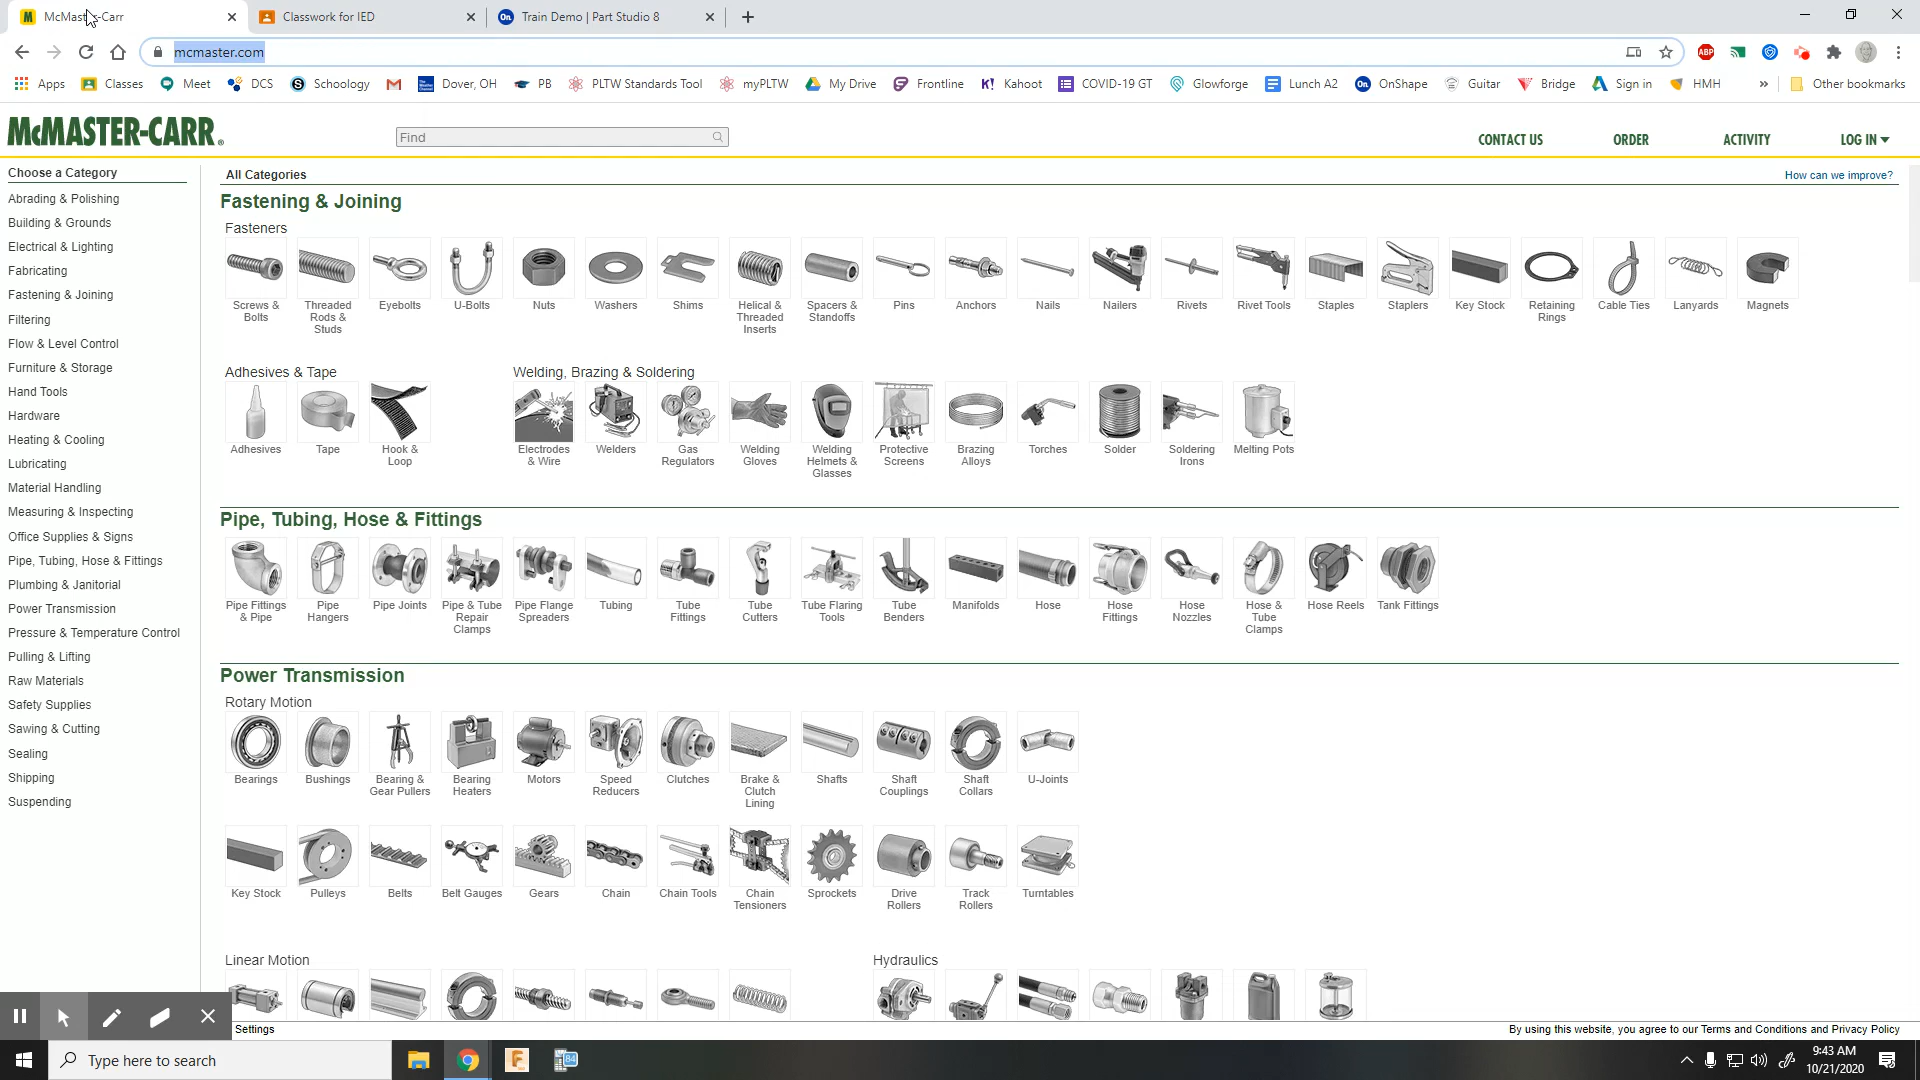 McMaster-Carr
Classwork for IED
Train Demo | Part Studio 8
mcmaster.com
ABP
Apps
Classes
Meet
DCS
Schoology
Dover, OH
PB
PLTW Standards Tool
myPLTW
My Drive
Frontline
Kahoot
COVID-19 GT
Glowforge
Lunch A2
OnShape
Guitar
Bridge
Sign in
HMH
»
Other bookmarks
McMASTER-CARR®
Find
CONTACT US
ORDER
ACTIVITY
LOG IN
Choose a Category
Abrading & Polishing
Building & Grounds
Electrical & Lighting
Fabricating
Fastening & Joining
Filtering
Flow & Level Control
Furniture & Storage
Hand Tools
Hardware
Heating & Cooling
Lubricating
Material Handling
Measuring & Inspecting
Office Supplies & Signs
Pipe, Tubing, Hose & Fittings
Plumbing & Janitorial
Power Transmission
Pressure & Temperature Control
Pulling & Lifting
Raw Materials
Safety Supplies
Sawing & Cutting
Sealing
Shipping
Suspending
All Categories
How can we improve?
Fastening & Joining
Fasteners
Screws &
Bolts
Threaded
Rods &
Studs
Eyebolts
U-Bolts
Nuts
Washers
Shims
Helical &
Threaded
Inserts
Spacers &
Standoffs
Pins
Anchors
Nails
Nailers
Rivets
Rivet Tools
Staples
Staplers
Key Stock
Retaining
Rings
Cable Ties
Lanyards
Magnets
Adhesives & Tape
Adhesives
Tape
Hook &
Loop
Welding, Brazing & Soldering
Electrodes
& Wire
Welders
Gas
Regulators
Welding
Gloves
Welding
Helmets &
Glasses
Protective
Screens
Brazing
Alloys
Torches
Solder
Soldering
Irons
Melting Pots
Pipe, Tubing, Hose & Fittings
Pipe Fittings
& Pipe
Pipe
Hangers
Pipe Joints
Pipe & Tube
Repair
Clamps
Pipe Flange
Spreaders
Tubing
Tube
Fittings
Tube
Cutters
Tube Flaring
Tools
Tube
Benders
Manifolds
Hose
Hose
Fittings
Hose
Nozzles
Hose &
Tube
Clamps
Hose Reels
Tank Fittings
Power Transmission
Rotary Motion
Bearings
Bushings
Bearing &
Gear Pullers
Bearing
Heaters
Motors
Speed
Reducers
Clutches
Brake &
Clutch
Lining
Shafts
Shaft
Couplings
Shaft
Collars
U-Joints
Key Stock
Pulleys
Belts
Belt Gauges
Gears
Chain
Chain Tools
Chain
Tensioners
Sprockets
Drive
Rollers
Track
Rollers
Turntables
Linear Motion
Hydraulics
Settings
By using this website, you agree to our Terms and Conditions and Privacy Policy
Type here to search
84
9:43 AM
10/21/2020